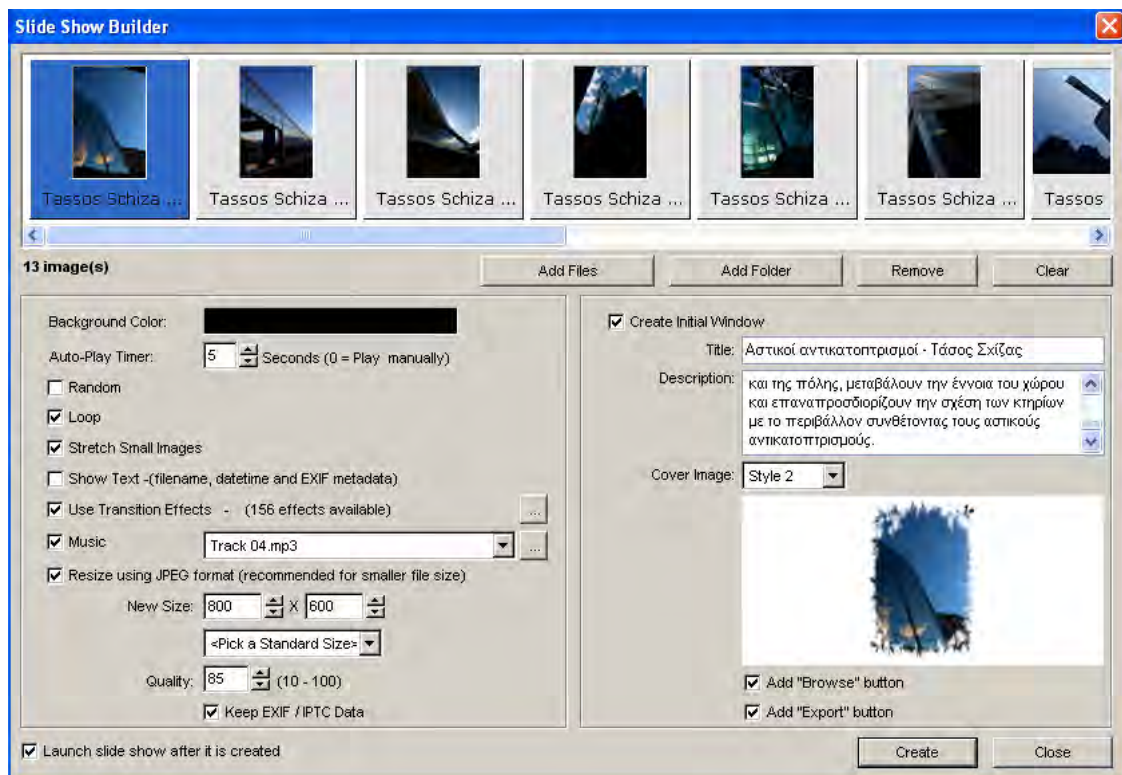 Slide Show Builder
Tassos Schiza ...
Tassos Schiza ...
Tassos Schiza ...
Tassos Schiza ...
Tassos Schiza ...
Tassos Schiza ...
Tassos
13 image(s)
Add Files
Add Folder
Remove
Clear
Background Color:
Auto-Play Timer: 5 Seconds (0 = Play manually)
Random
Loop
Stretch Small Images
Show Text -(filename, datetime and EXIF metadata)
Use Transition Effects - (156 effects available) ...
Music Track 04.mp3 ...
Resize using JPEG format (recommended for smaller file size)
New Size: 800 X 600
<Pick a Standard Size>
Quality: 85 (10 - 100)
Keep EXIF / IPTC Data
Create Initial Window
Title: Αστικοί αντικατοπτρισμοί - Τάσος Σχίζας
Description: και της πόλης, μεταβάλουν την έννοια του χώρου
και επαναπροσδιορίζουν την σχέση των κτηρίων
με το περιβάλλον συνθέτοντας τους αστικούς
αντικατοπτρισμούς.
Cover Image: Style 2
Add "Browse" button
Add "Export" button
Launch slide show after it is created
Create
Close